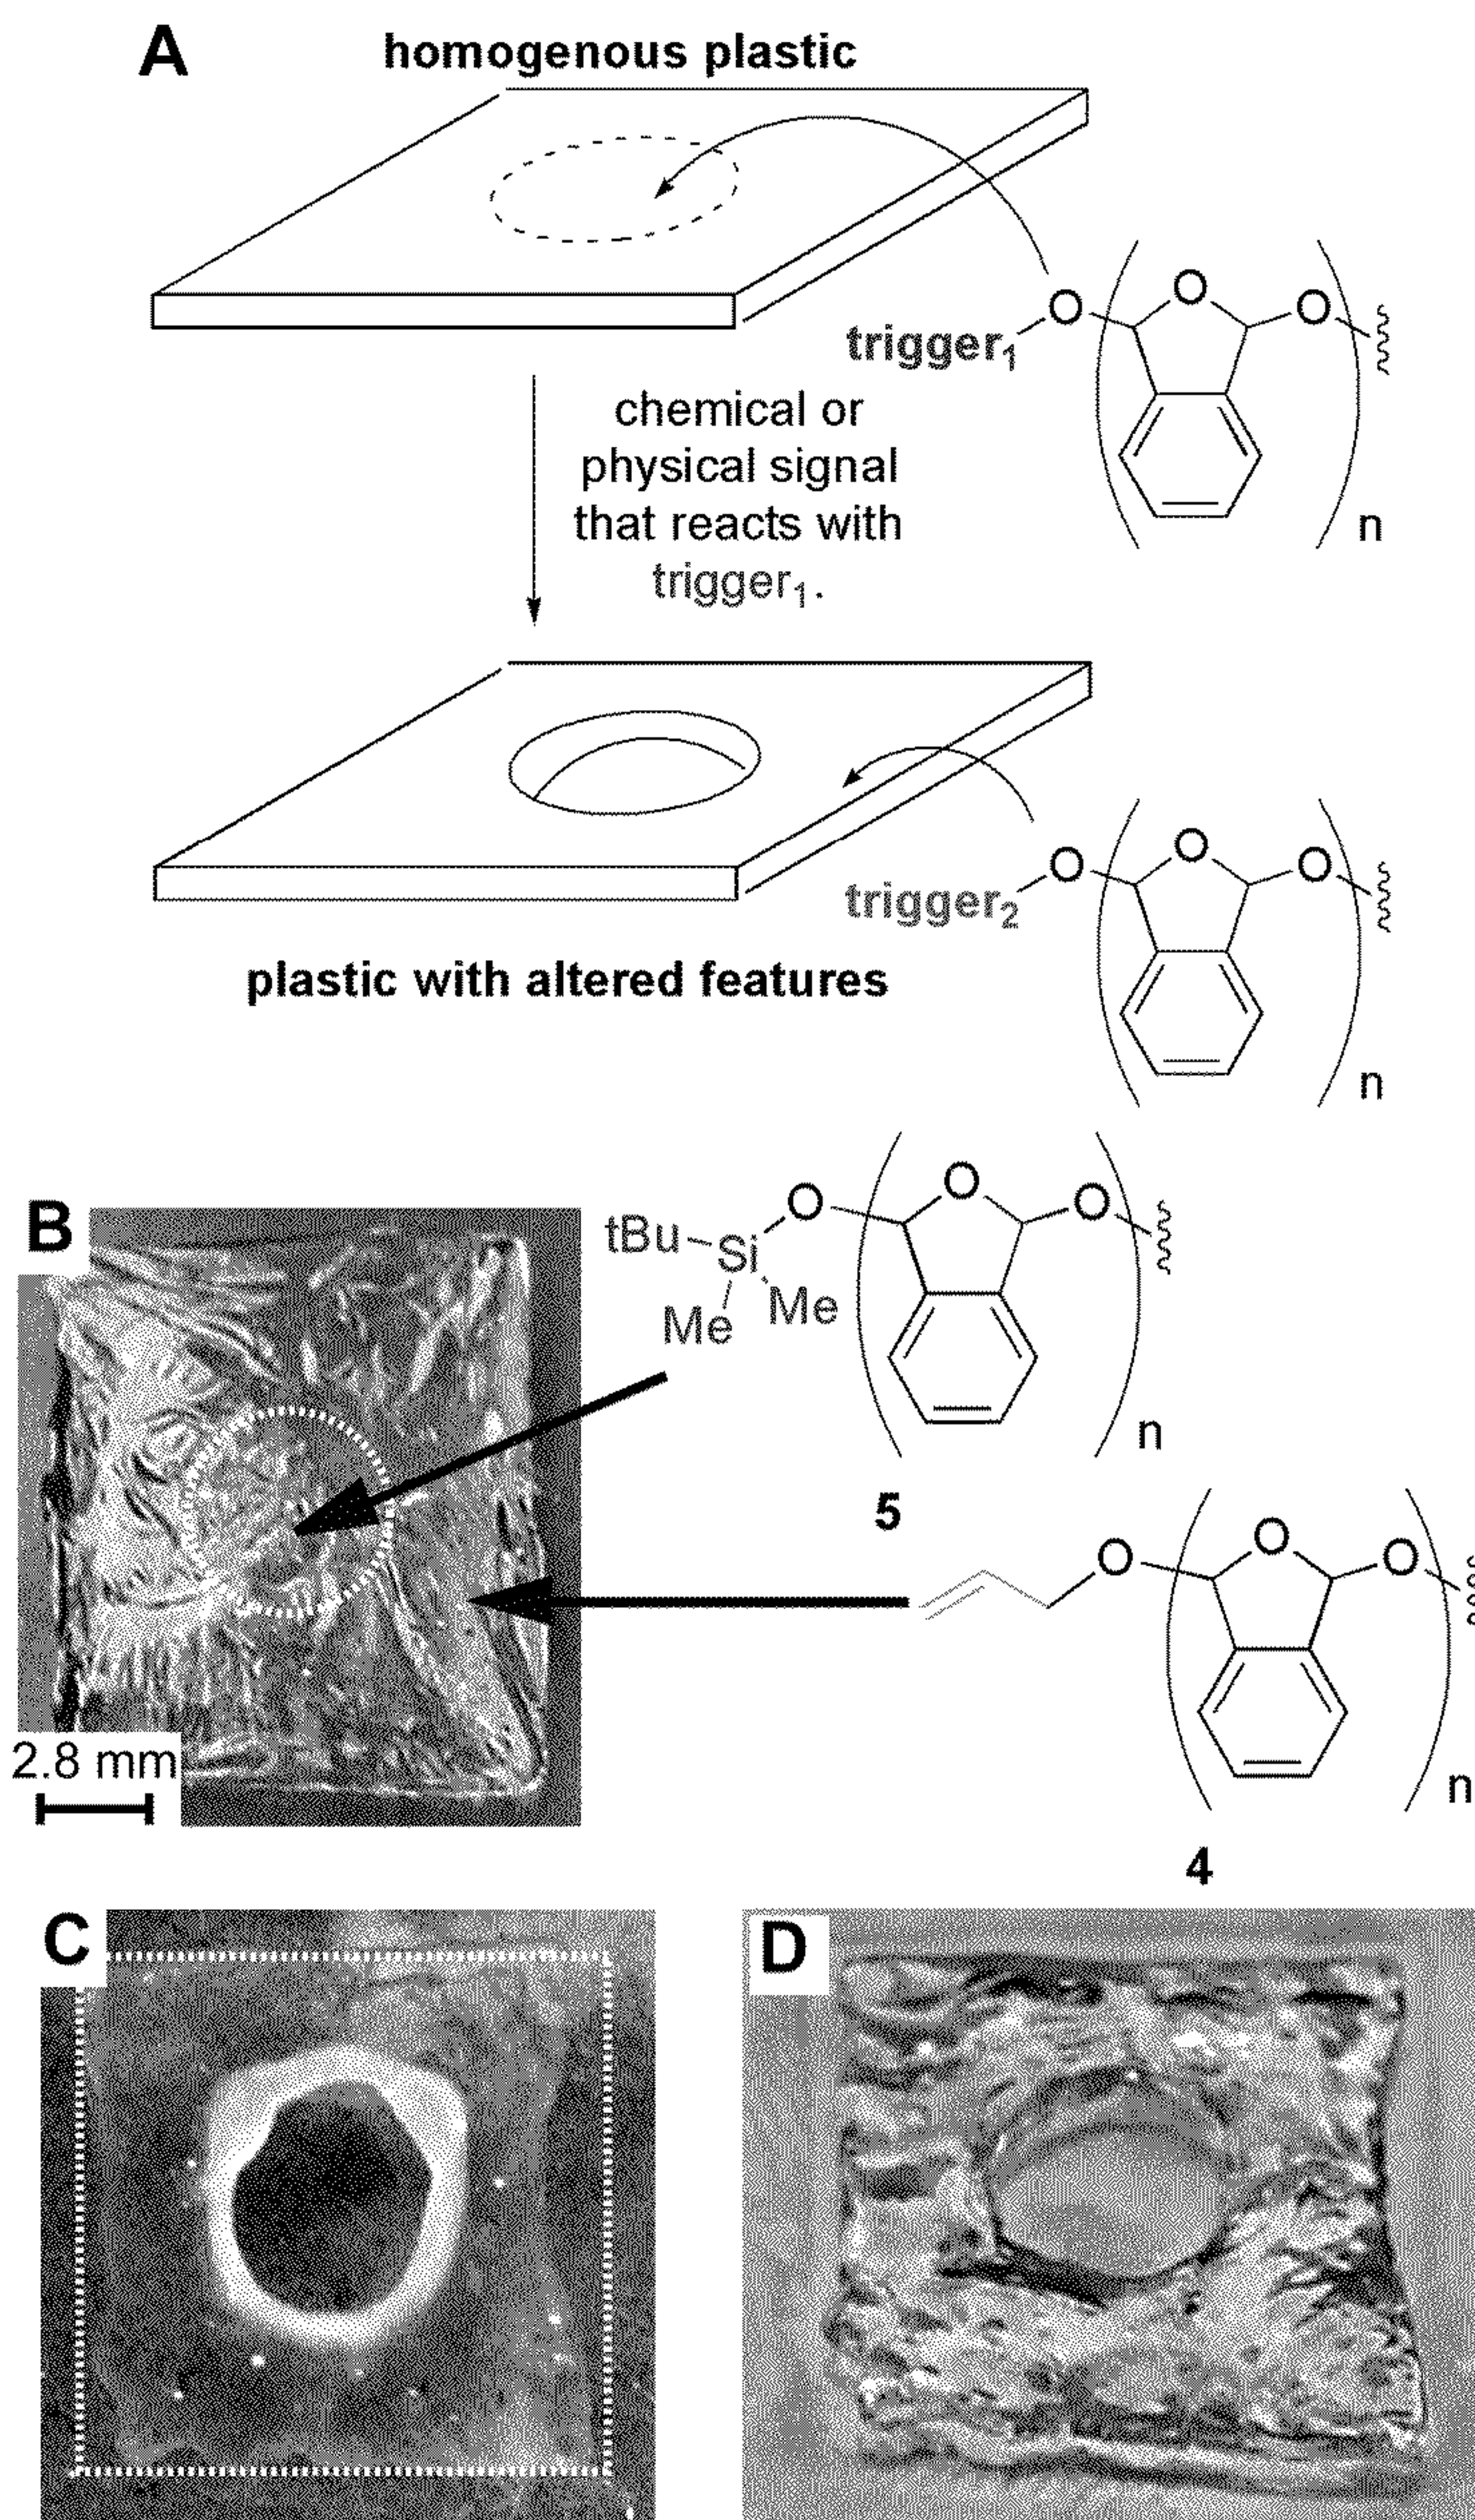 A
homogenous plastic
O
O
O
trigger1
n
chemical or
physical signal
that reacts with
trigger1.
O
O
O
trigger2
n
plastic with altered features
B
O
O
O
tBu
Si
Me
Me
n
5
O
O
O
n
4
2.8 mm
C
D